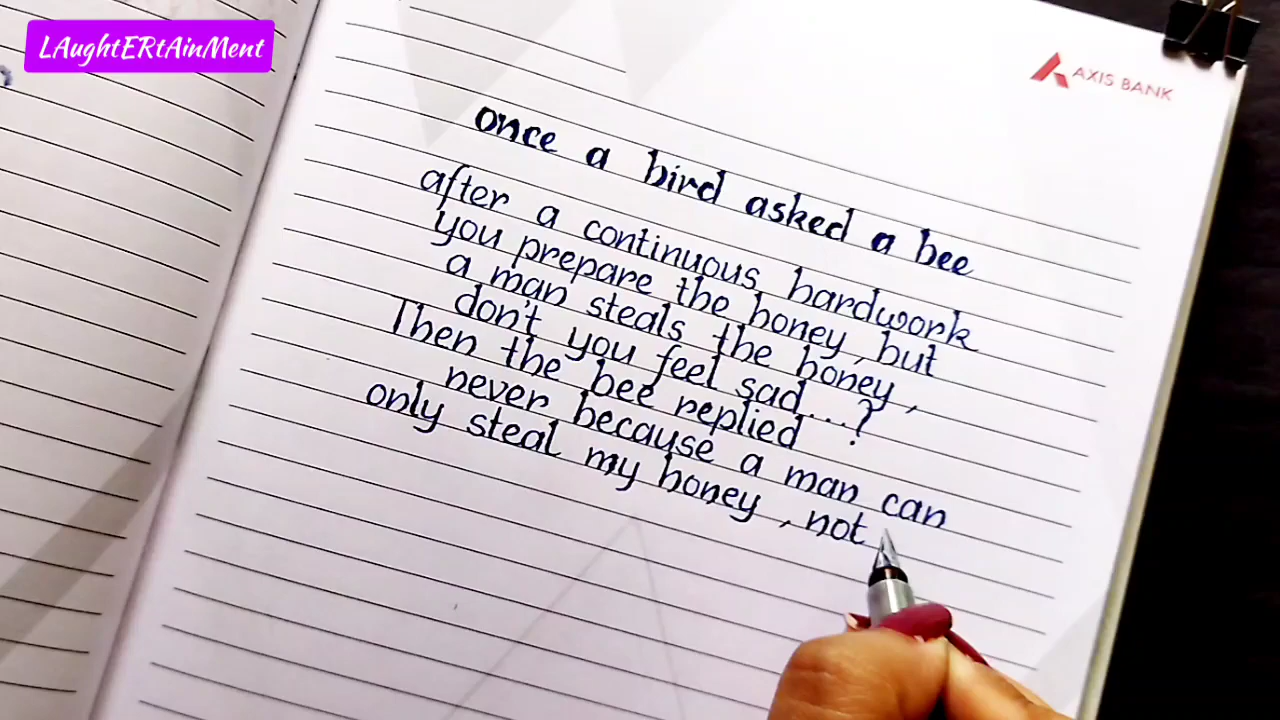 LAughtERtAinMent
AXIS BANK
once a bird asked a bee
after a continuous hardwork
you prepare the honey, but
a man steals the honey,
don't you feel sad...?
Then the bee replied
never because a man can
only steal my honey, not